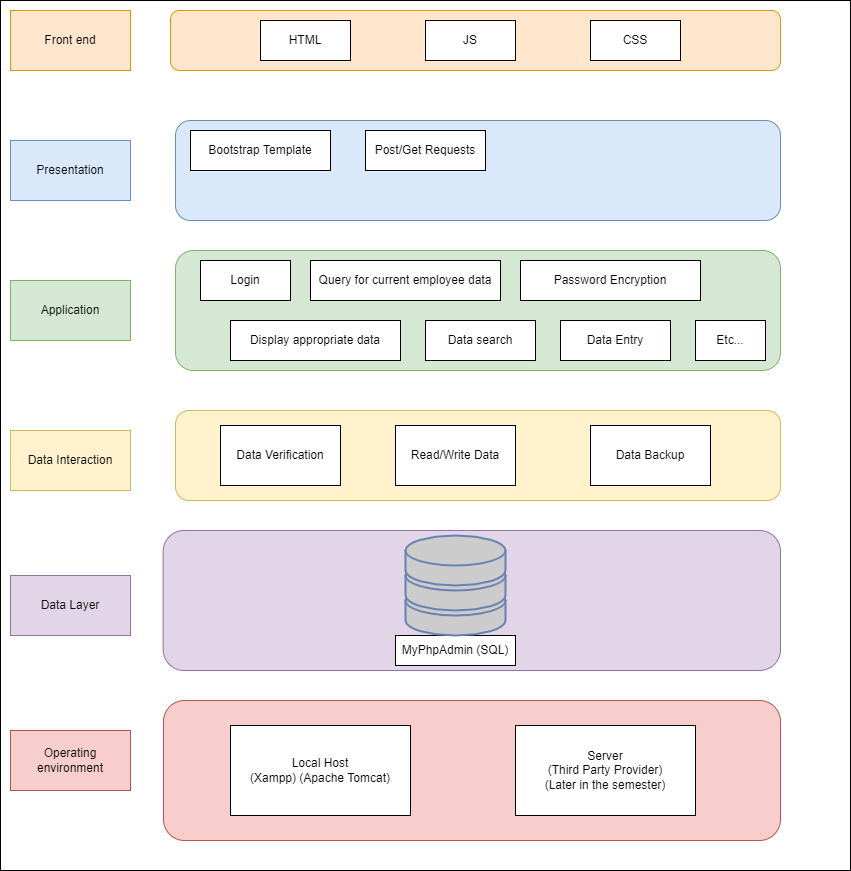 Front end
HTML
JS
CSS
Presentation
Bootstrap Template
Post/Get Requests
Application
Login
Query for current employee data
Password Encryption
Display appropriate data
Data search
Data Entry
Etc...
Data Interaction
Data Verification
Read/Write Data
Data Backup
Data Layer
MyPhpAdmin (SQL)
Operating
environment
Local Host
(Xampp) (Apache Tomcat)
Server
(Third Party Provider)
(Later in the semester)